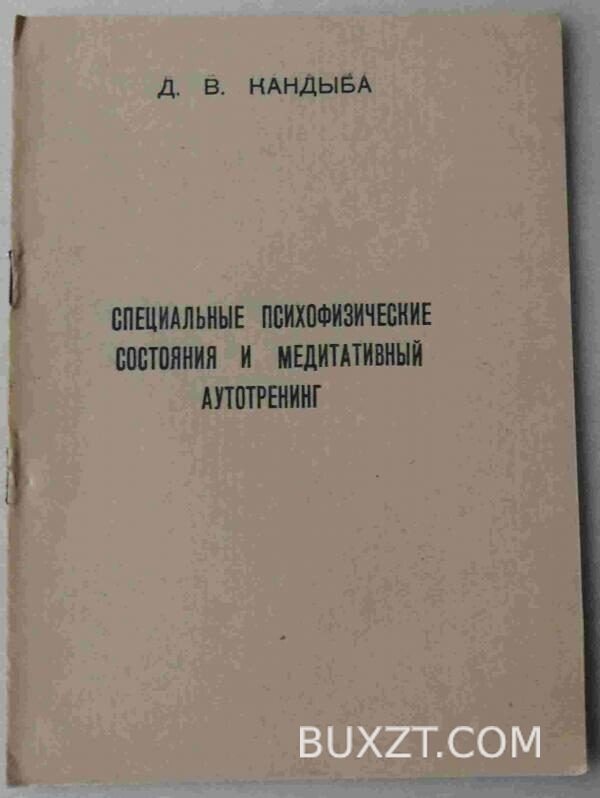 Д. В. КАНДЫБА
СПЕЦИАЛЬНЫЕ ПСИХОФИЗИЧЕСКИЕ
СОСТОЯНИЯ И МЕДИТАТИВНЫЙ
АУТОТРЕНИНГ
BUXZT.COM